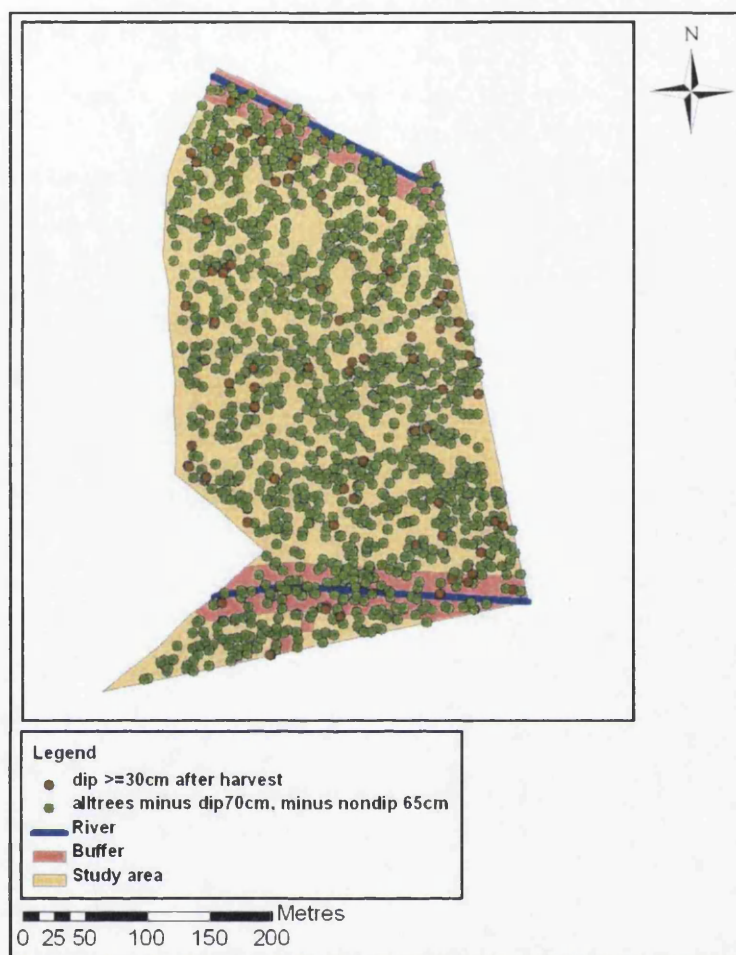 N
Legend
dip >=30cm after harvest
alltrees minus dip70cm, minus nondip 65cm
River
Buffer
Study area
Metres
0 25 50 100 150 200